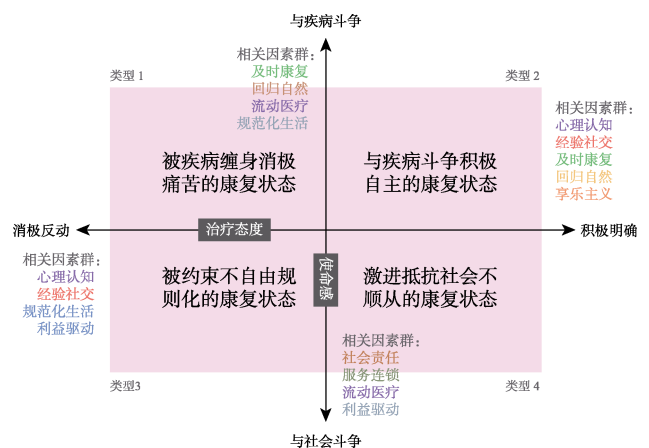 与疾病斗争
相关因素群：
及时康复
回归自然
流动医疗
规范化生活
类型 1
类型 2
相关因素群：
心理认知
经验社交
及时康复
回归自然
享乐主义
被疾病缠身消极
痛苦的康复状态
与疾病斗争积极
自主的康复状态
消极反动
治疗态度
积极明确
使命感
相关因素群：
心理认知
经验社交
规范化生活
利益驱动
被约束不自由规
则化的康复状态
激进抵抗社会不
顺从的康复状态
相关因素群：
社会责任
服务连锁
流动医疗
利益驱动
类型3
类型 4
与社会斗争